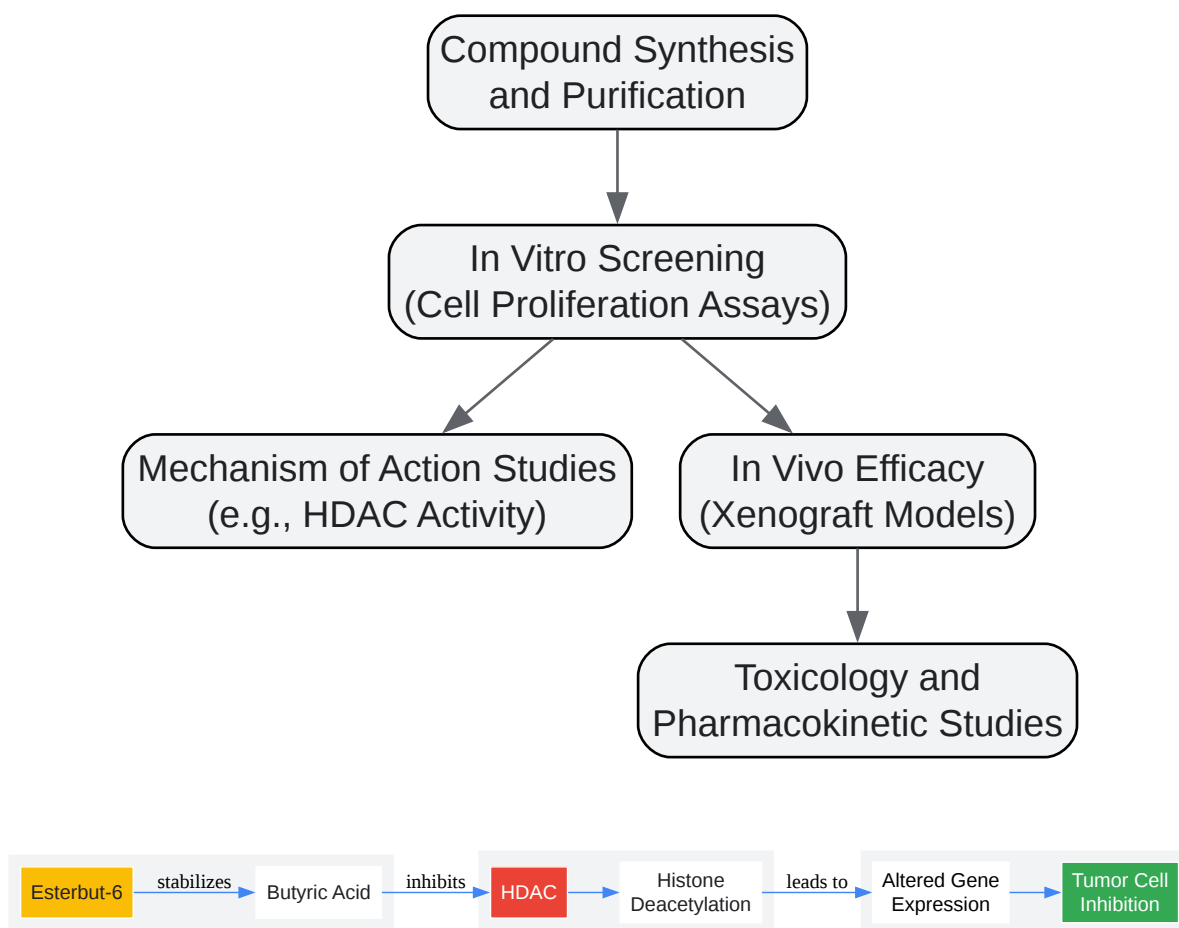 Compound Synthesis
and Purification
In Vitro Screening
(Cell Proliferation Assays)
Mechanism of Action Studies
(e.g., HDAC Activity)
In Vivo Efficacy
(Xenograft Models)
Toxicology and
Pharmacokinetic Studies
Esterbut-6
stabilizes
Butyric Acid
inhibits
HDAC
Histone
Deacetylation
leads to
Altered Gene
Expression
Tumor Cell
Inhibition